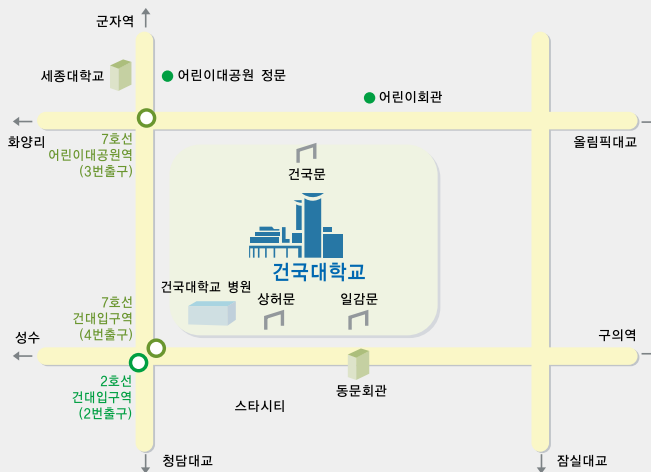 군자역
세종대학교
어린이대공원 정문
어린이회관
화양리
7호선
어린이대공원역
(3번출구)
올림픽대교
건국문
건국대학교
건국대학교 병원
상허문
일감문
7호선
건대입구역
(4번출구)
성수
구의역
2호선
건대입구역
(2번출구)
동문회관
스타시티
청담대교
잠실대교